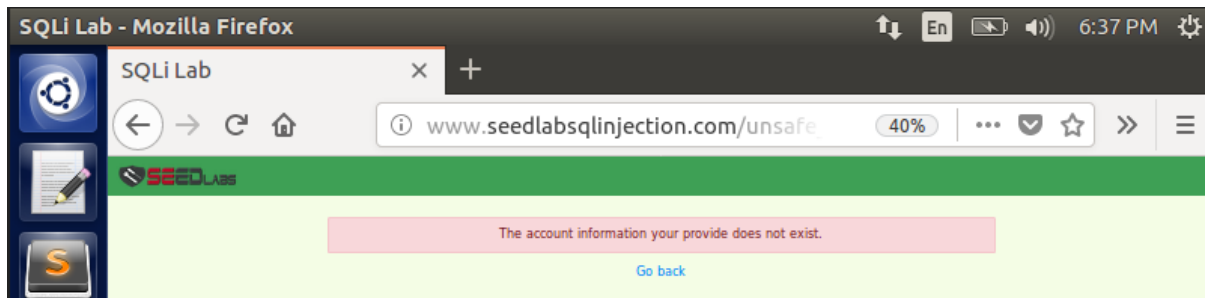 SQLi Lab - Mozilla Firefox
En
6:37 PM
SQLi Lab
www.seedlabsqlinjection.com/unsafe_
40%
SEEDLABS
The account information your provide does not exist.
Go back
S